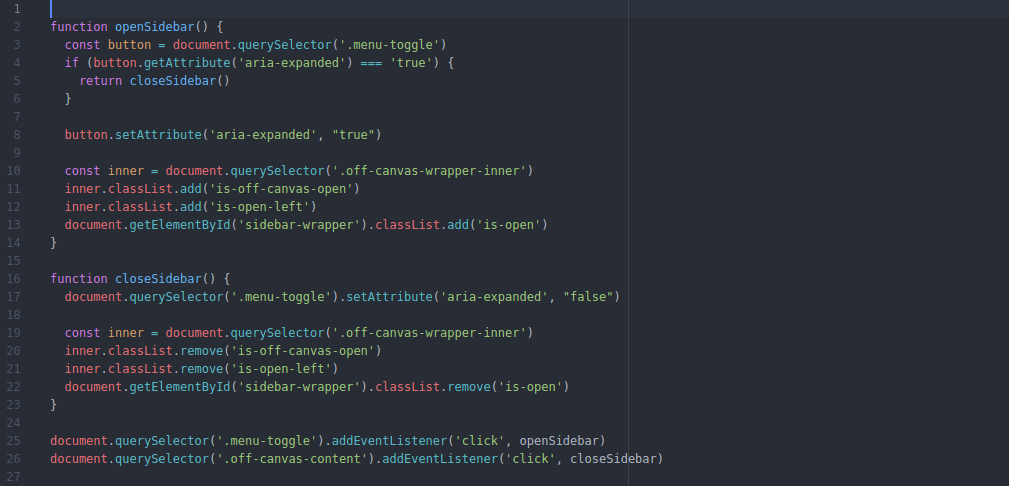 1
2 function openSidebar() {
3   const button = document.querySelector('.menu-toggle')
4   if (button.getAttribute('aria-expanded') === 'true') {
5     return closeSidebar()
6   }
7
8   button.setAttribute('aria-expanded', "true")
9
10   const inner = document.querySelector('.off-canvas-wrapper-inner')
11   inner.classList.add('is-off-canvas-open')
12   inner.classList.add('is-open-left')
13   document.getElementById('sidebar-wrapper').classList.add('is-open')
14 }
15
16 function closeSidebar() {
17   document.querySelector('.menu-toggle').setAttribute('aria-expanded', "false")
18
19   const inner = document.querySelector('.off-canvas-wrapper-inner')
20   inner.classList.remove('is-off-canvas-open')
21   inner.classList.remove('is-open-left')
22   document.getElementById('sidebar-wrapper').classList.remove('is-open')
23 }
24
25 document.querySelector('.menu-toggle').addEventListener('click', openSidebar)
26 document.querySelector('.off-canvas-content').addEventListener('click', closeSidebar)
27